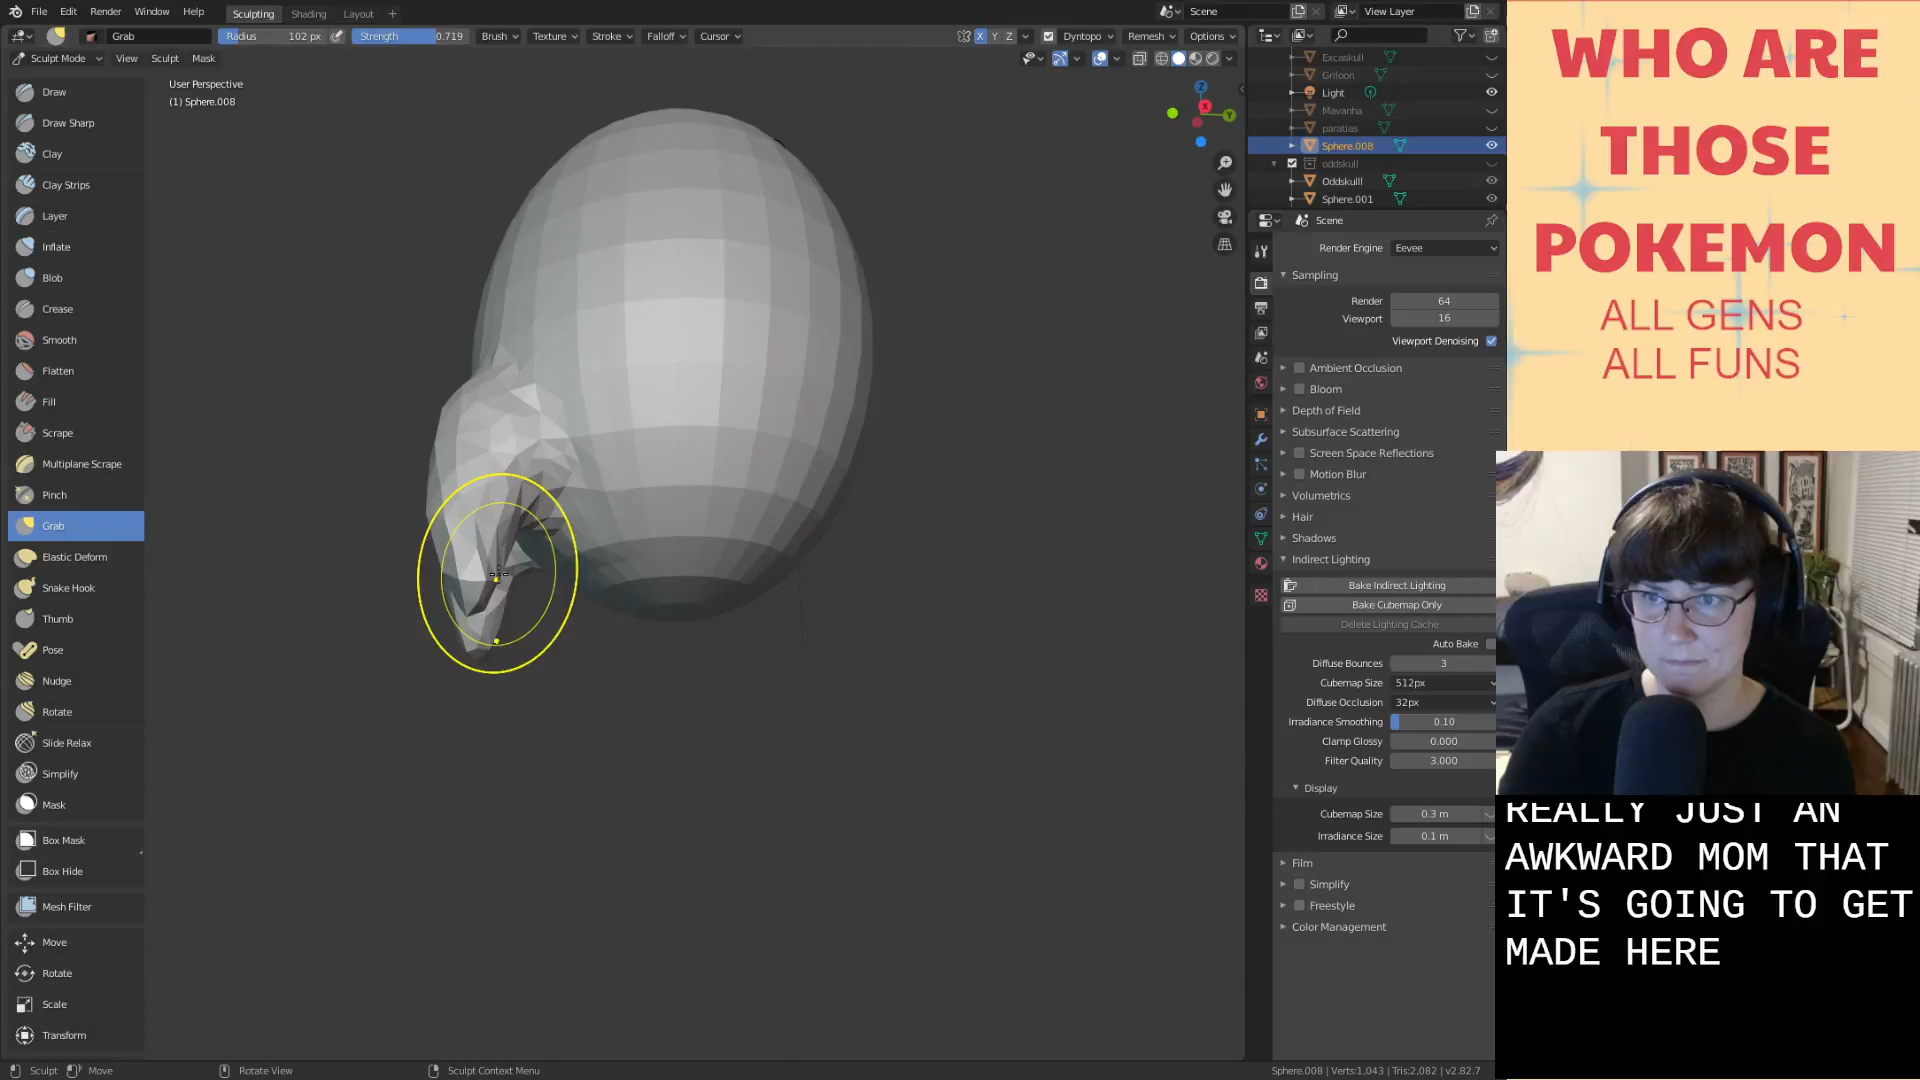 File Edit Render Window Help Sculpting Shading Layout + Scene View Layer
Grab Radius 102 px Strength 0.719 Brush Texture Stroke Falloff Cursor X Y Z Dyntopo Remesh Options
Sculpt Mode View Sculpt Mask
User Perspective
(1) Sphere.008
Draw
Draw Sharp
Clay
Clay Strips
Layer
Inflate
Blob
Crease
Smooth
Flatten
Fill
Scrape
Multiplane Scrape
Pinch
Grab
Elastic Deform
Snake Hook
Thumb
Pose
Nudge
Rotate
Slide Relax
Simplify
Mask
Box Mask
Box Hide
Mesh Filter
Move
Rotate
Scale
Transform
Z
X
Y
Excaskull
Griloon
Light
Mavanha
paratias
Sphere.008
oddskull
Oddskulll
Sphere.001
Scene
Render Engine Eevee
Sampling
Render 64
Viewport 16
Viewport Denoising
Ambient Occlusion
Bloom
Depth of Field
Subsurface Scattering
Screen Space Reflections
Motion Blur
Volumetrics
Hair
Shadows
Indirect Lighting
Bake Indirect Lighting
Bake Cubemap Only
Delete Lighting Cache
Auto Bake
Diffuse Bounces 3
Cubemap Size 512px
Diffuse Occlusion 32px
Irradiance Smoothing 0.10
Clamp Glossy 0.000
Filter Quality 3.000
Display
Cubemap Size 0.3 m
Irradiance Size 0.1 m
Film
Simplify
Freestyle
Color Management
Sculpt Move Rotate View Sculpt Context Menu Sphere.008 | Verts:1,043 | Tris:2,082 | v2.82.7
WHO ARE
THOSE
POKEMON
ALL GENS
ALL FUNS
REALLY JUST AN
AWKWARD MOM THAT
IT'S GOING TO GET
MADE HERE